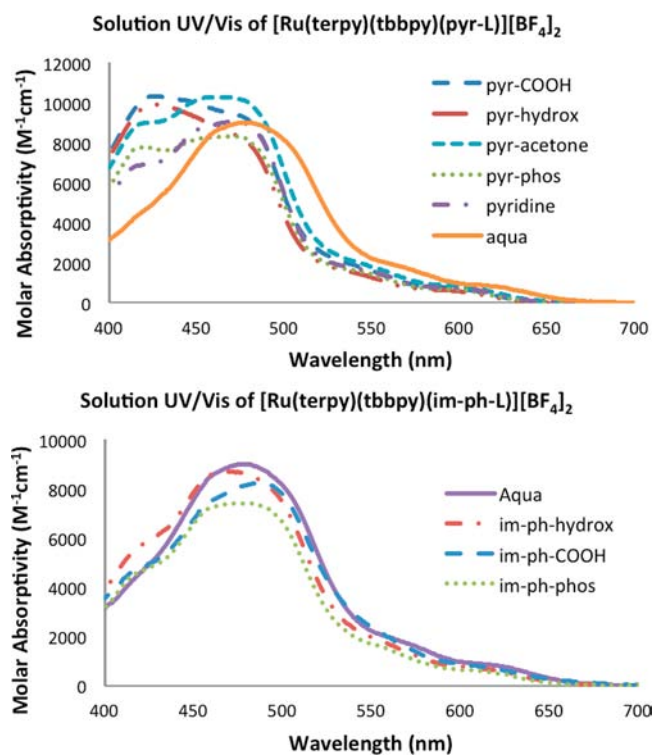 Solution UV/Vis of [Ru(terpy)(tbbpy)(pyr-L)][BF₄]₂
Molar Absorptivity (M⁻¹cm⁻¹)
12000
10000
8000
6000
4000
2000
0
pyr-COOH
pyr-hydrox
pyr-acetone
pyr-phos
pyridine
aqua
400 450 500 550 600 650 700
Wavelength (nm)
Solution UV/Vis of [Ru(terpy)(tbbpy)(im-ph-L)][BF₄]₂
Molar Absorptivity (M⁻¹cm⁻¹)
10000
8000
6000
4000
2000
0
Aqua
im-ph-hydrox
im-ph-COOH
im-ph-phos
400 450 500 550 600 650 700
Wavelength (nm)